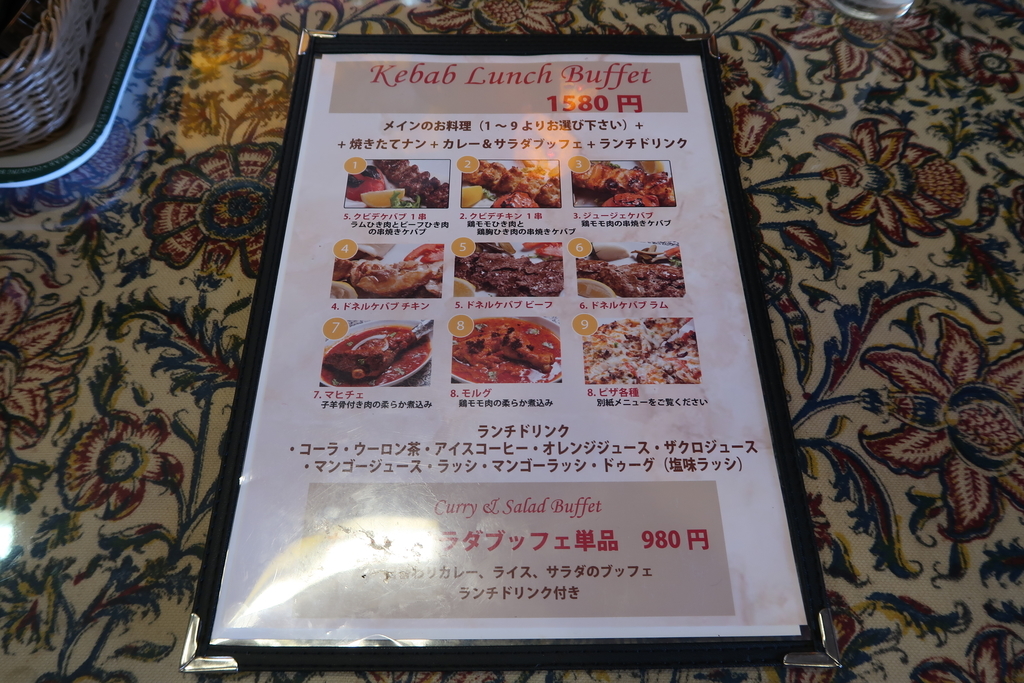 Kebab Lunch Buffet
1580 円
メインのお料理（1 〜 9 よりお選び下さい）+
+ 焼きたてナン + カレー＆サラダブッフェ + ランチドリンク
1
2
3
5. クビデケバブ 1 串
ラムひき肉とビーフひき肉
の串焼きケバブ
2. クビデチキン 1 串
鶏モモひき肉と
鶏胸ひき肉の串焼きケバブ
3. ジュージェケバブ
鶏モモ肉の串焼きケバブ
4
5
6
4. ドネルケバブ チキン
5. ドネルケバブ ビーフ
6. ドネルケバブ ラム
7
8
9
7. マヒチェ
子羊骨付き肉の柔らか煮込み
8. モルグ
鶏モモ肉の柔らか煮込み
8. ピザ各種
別紙メニューをご覧ください
ランチドリンク
・コーラ・ウーロン茶・アイスコーヒー・オレンジジュース・ザクロジュース
・マンゴージュース・ラッシ・マンゴーラッシ・ドゥーグ（塩味ラッシ）
Curry & Salad Buffet
ラダブッフェ単品 980 円
替わりカレー、ライス、サラダのブッフェ
ランチドリンク付き